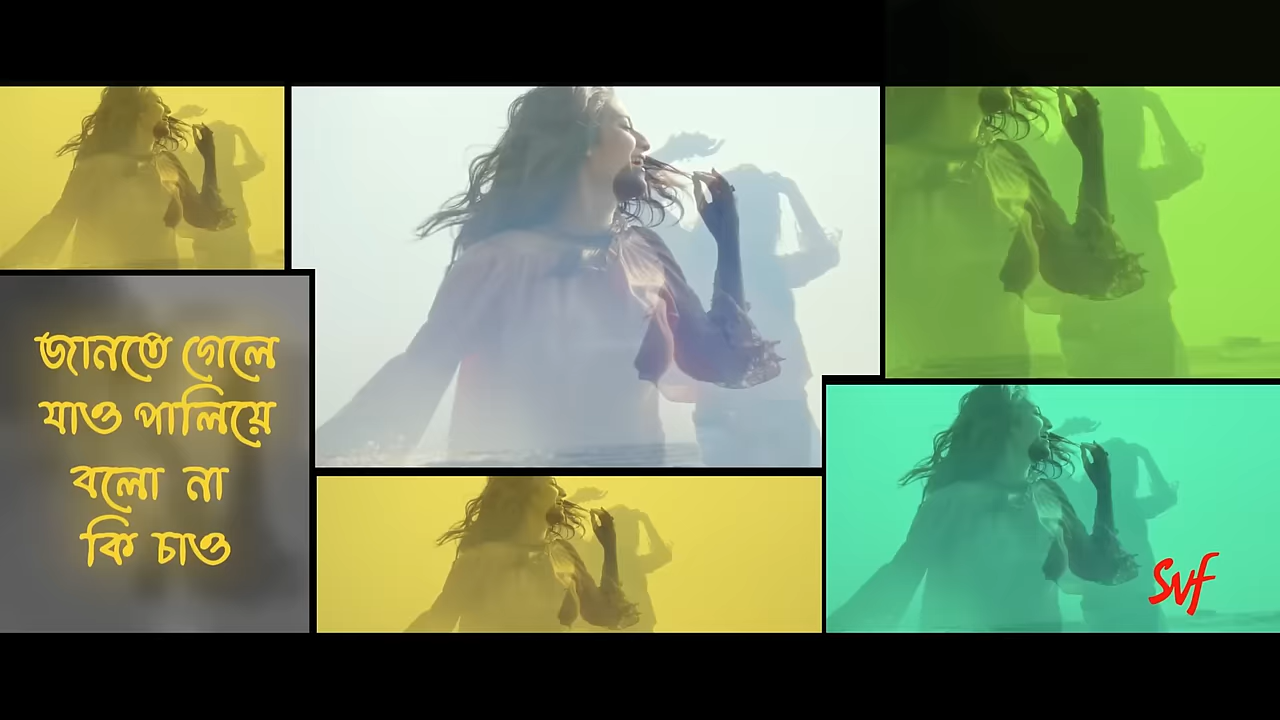 জানতে গেলে
যাও পালিয়ে
বলো না
কি চাও
SVF